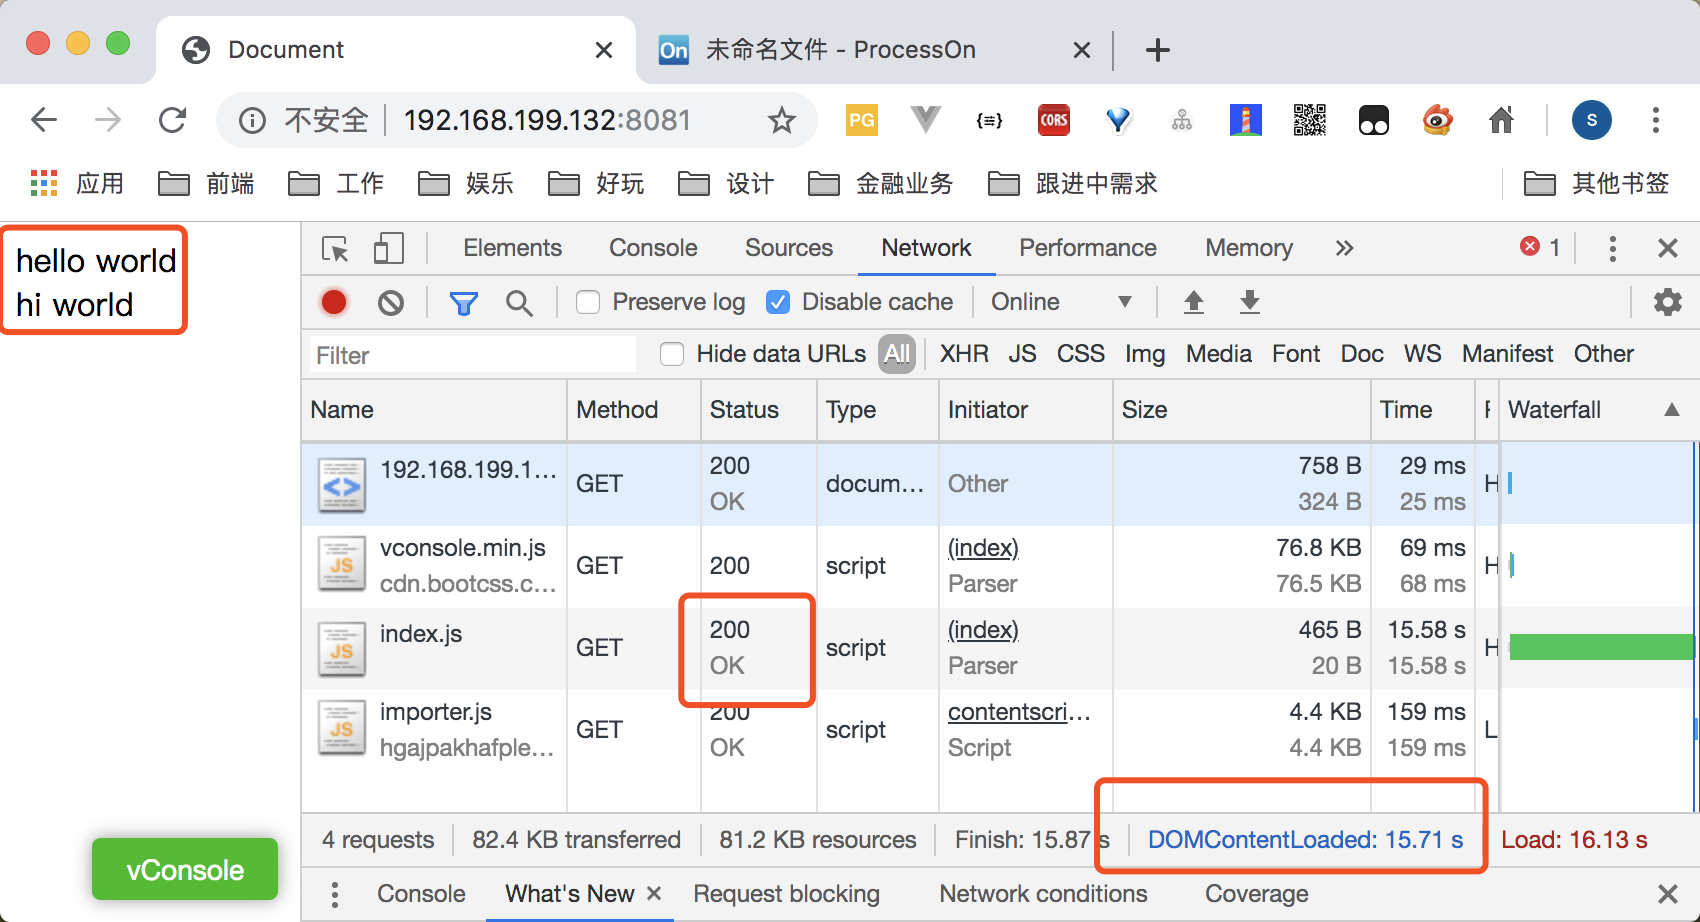 Document
On 未命名文件 - ProcessOn
不安全 192.168.199.132:8081
PG
{=}
CORS
S
应用 前端 工作 娱乐 好玩 设计 金融业务 跟进中需求 其他书签
hello world
hi world
Elements Console Sources Network Performance Memory 1
Preserve log Disable cache Online
Filter Hide data URLs All XHR JS CSS Img Media Font Doc WS Manifest Other
Name Method Status Type Initiator Size Time Waterfall
192.168.199.1... GET 200 docum... Other 758 B 29 ms H
OK 324 B 25 ms
vconsole.min.js GET 200 script (index) 76.8 KB 69 ms H
cdn.bootcss.c... Parser 76.5 KB 68 ms
index.js GET 200 script (index) 465 B 15.58 s H
OK Parser 20 B 15.58 s
importer.js GET 200 script contentscri... 4.4 KB 159 ms L
hgajpakhafple... OK Script 4.4 KB 159 ms
4 requests 82.4 KB transferred 81.2 KB resources Finish: 15.87 s DOMContentLoaded: 15.71 s Load: 16.13 s
vConsole
Console What's New Request blocking Network conditions Coverage